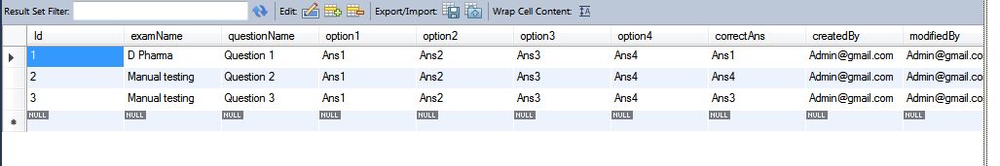 Result Set Filter: Edit: Export/Import: Wrap Cell Content:
Id examName questionName option1 option2 option3 option4 correctAns createdBy modifiedBy
1 D Pharma Question 1 Ans1 Ans2 Ans3 Ans4 Ans1 Admin@gmail.com Admin@gmail.co
2 Manual testing Question 2 Ans1 Ans2 Ans3 Ans4 Ans4 Admin@gmail.com Admin@gmail.co
3 Manual testing Question 3 Ans1 Ans2 Ans3 Ans4 Ans3 Admin@gmail.com Admin@gmail.co
NULL NULL NULL NULL NULL NULL NULL NULL NULL NULL